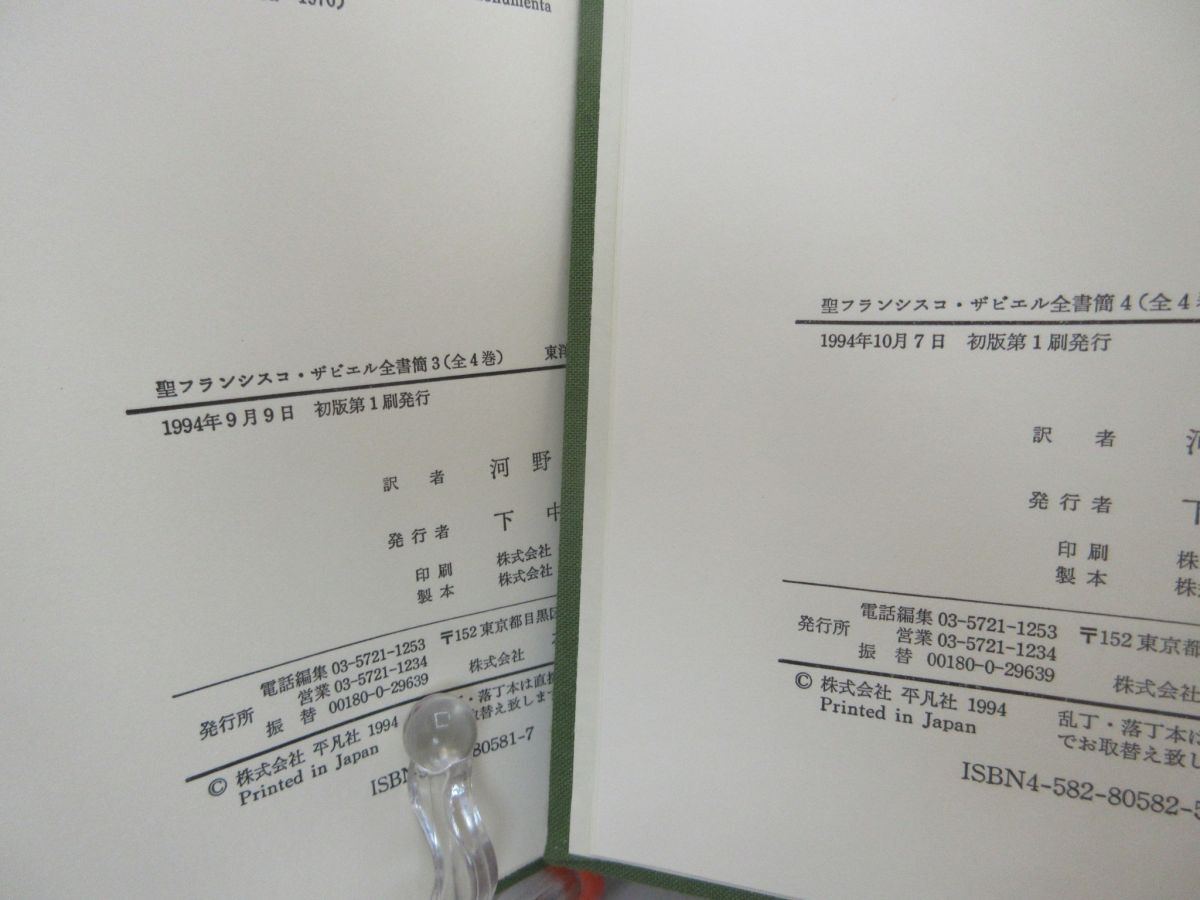 1970)
聖フランシスコ・ザビエル全書簡 3 (全 4 巻) 東洋
1994年 9 月 9 日 初版第 1 刷発行
訳 者 河 野
発 行 者 下 中
印 刷 株式会社
製 本 株式会社
発行所 電話編集 03-5721-1253 〒152 東京都目黒区
営業 03-5721-1234
振 替 00180-0-29639 株式会社
© 株式会社 平凡社 1994 ・落丁本は直接
Printed in Japan 取替え致しま
ISBN 80581-7
聖フランシスコ・ザビエル全書簡 4 (全 4
1994年10月 7 日 初版第 1 刷発行
訳 者
発 行 者 下
印 刷 株
製 本 株
発行所 電話編集 03-5721-1253 〒152 東京都
営業 03-5721-1234
振 替 00180-0-29639 株式会社
© 株式会社 平凡社 1994 乱丁・落丁本は
Printed in Japan でお取替え致し
ISBN4-582-80582-5